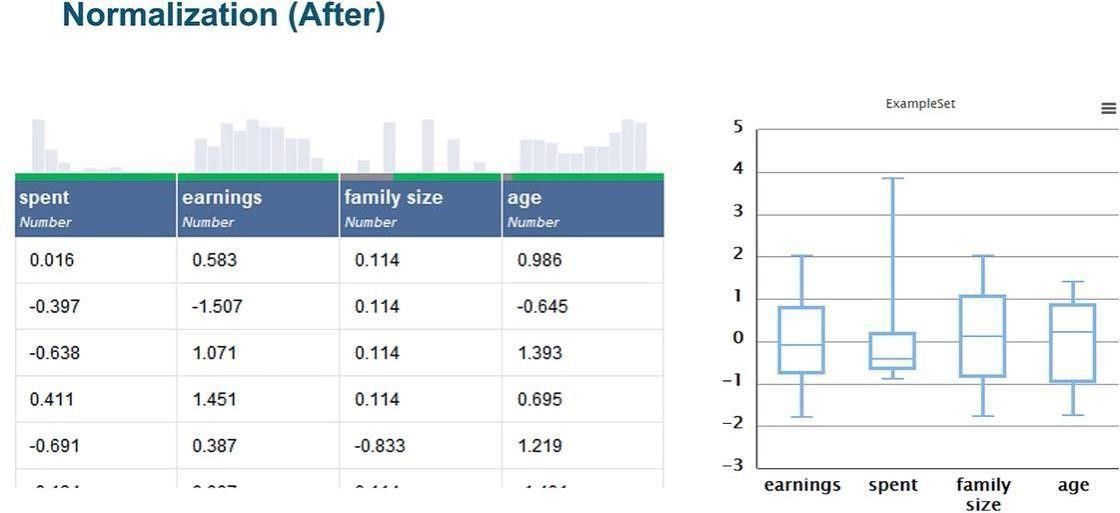 Normalization (After)
spent earnings family size age
Number Number Number Number
0.016 0.583 0.114 0.986
-0.397 -1.507 0.114 -0.645
-0.638 1.071 0.114 1.393
0.411 1.451 0.114 0.695
-0.691 0.387 -0.833 1.219
ExampleSet
5
4
3
2
1
0
-1
-2
-3
earnings spent family size age